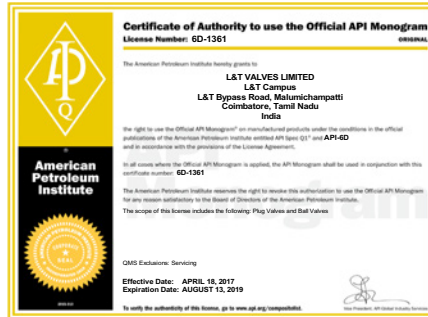 Certificate of Authority to use the Official API Monogram
License Number: 6D-1361
ORIGINAL
The American Petroleum Institute hereby grants to
L&T VALVES LIMITED
L&T Campus
L&T Bypass Road, Malumichampatti
Coimbatore, Tamil Nadu
India
the right to use the Official API Monogram® on manufactured products under the conditions in the official
publications of the American Petroleum Institute entitled API Spec Q1® and API-6D
and in accordance with the provisions of the License Agreement.
In all cases where the Official API Monogram is applied, the API Monogram shall be used in conjunction with this
certificate number: 6D-1361
The American Petroleum Institute reserves the right to revoke this authorization to use the Official API Monogram
for any reason satisfactory to the Board of Directors of the American Petroleum Institute.
The scope of this license includes the following: Plug Valves and Ball Valves
QMS Exclusions: Servicing
Effective Date: APRIL 18, 2017
Expiration Date: AUGUST 13, 2019
To verify the authenticity of this license, go to www.api.org/compositelist.
Vice President, API Global Industry Services
Q
American
Petroleum
Institute
CERTIFIED
SEAL